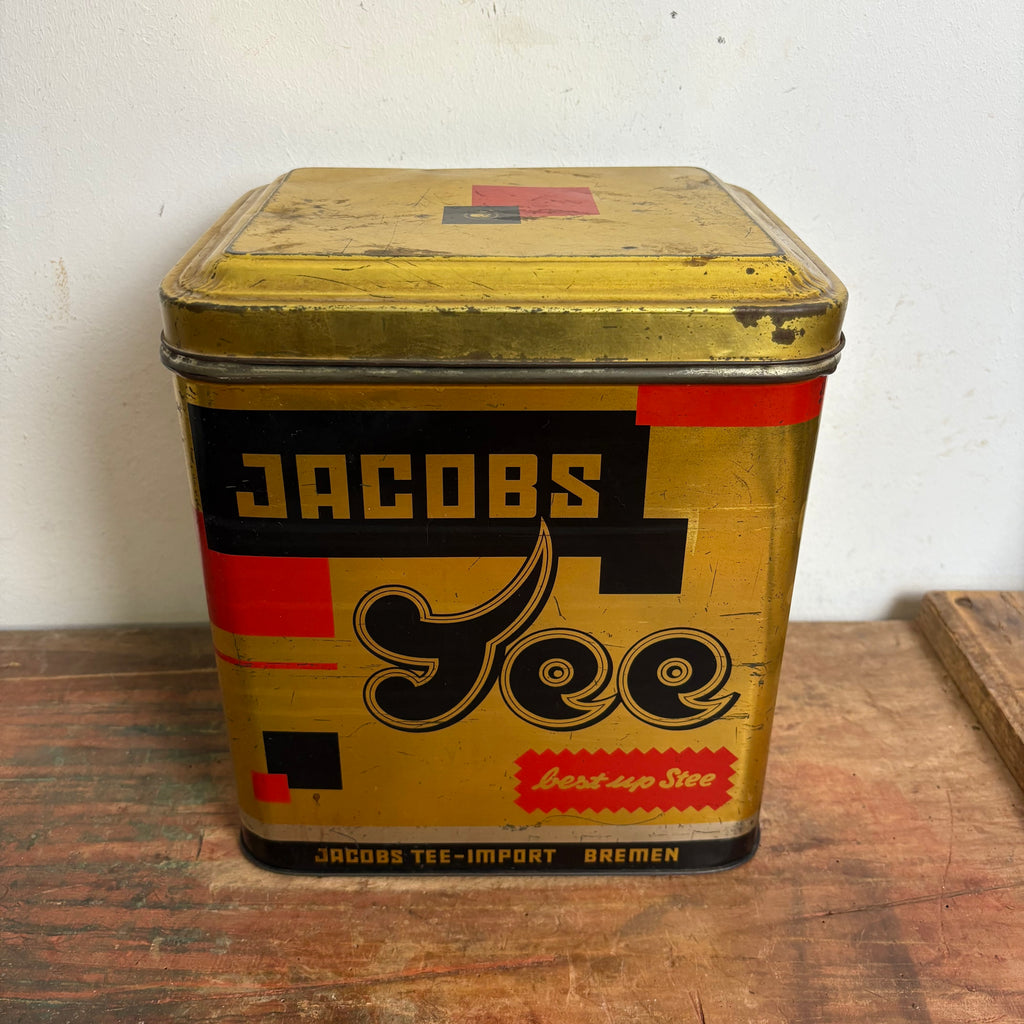 JACOBS
Tee
best up Stee
JACOBS TEE-IMPORT BREMEN